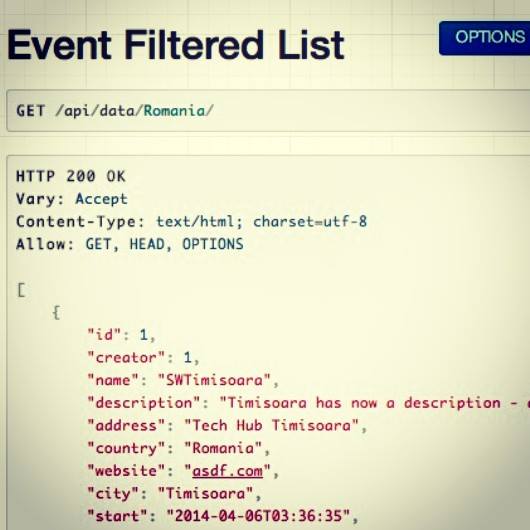 Event Filtered List
OPTIONS
GET /api/data/Romania/
HTTP 200 OK
Vary: Accept
Content-Type: text/html; charset=utf-8
Allow: GET, HEAD, OPTIONS
[
{
"id": 1,
"creator": 1,
"name": "SWTimisoara",
"description": "Timisoara has now a description -
"address": "Tech Hub Timisoara",
"country": "Romania",
"website": "asdf.com",
"city": "Timisoara",
"start": "2014-04-06T03:36:35",